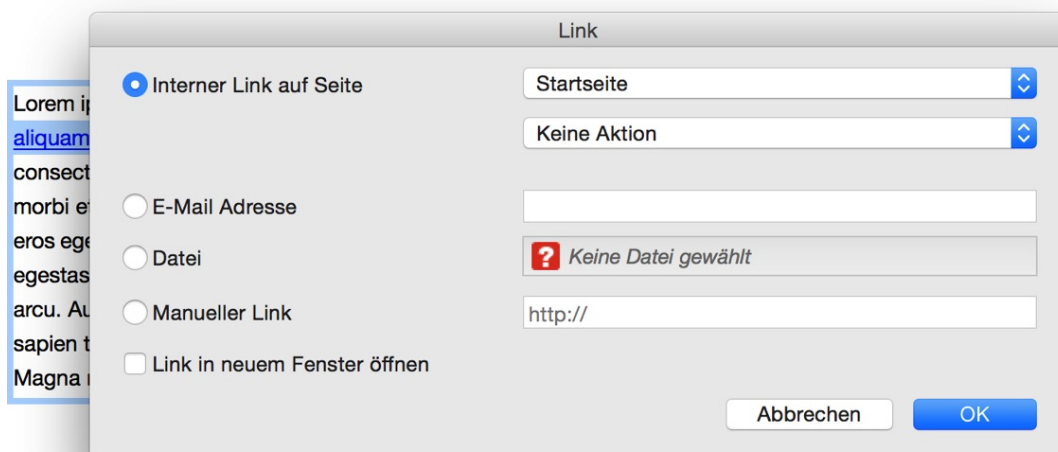 Link
Interner Link auf Seite
Startseite
Keine Aktion
E-Mail Adresse
Datei
? Keine Datei gewählt
Manueller Link
http://
Link in neuem Fenster öffnen
Abbrechen
OK
Lorem
aliquam
consect
morbi
eros
egestas
arcu.
sapien
Magna